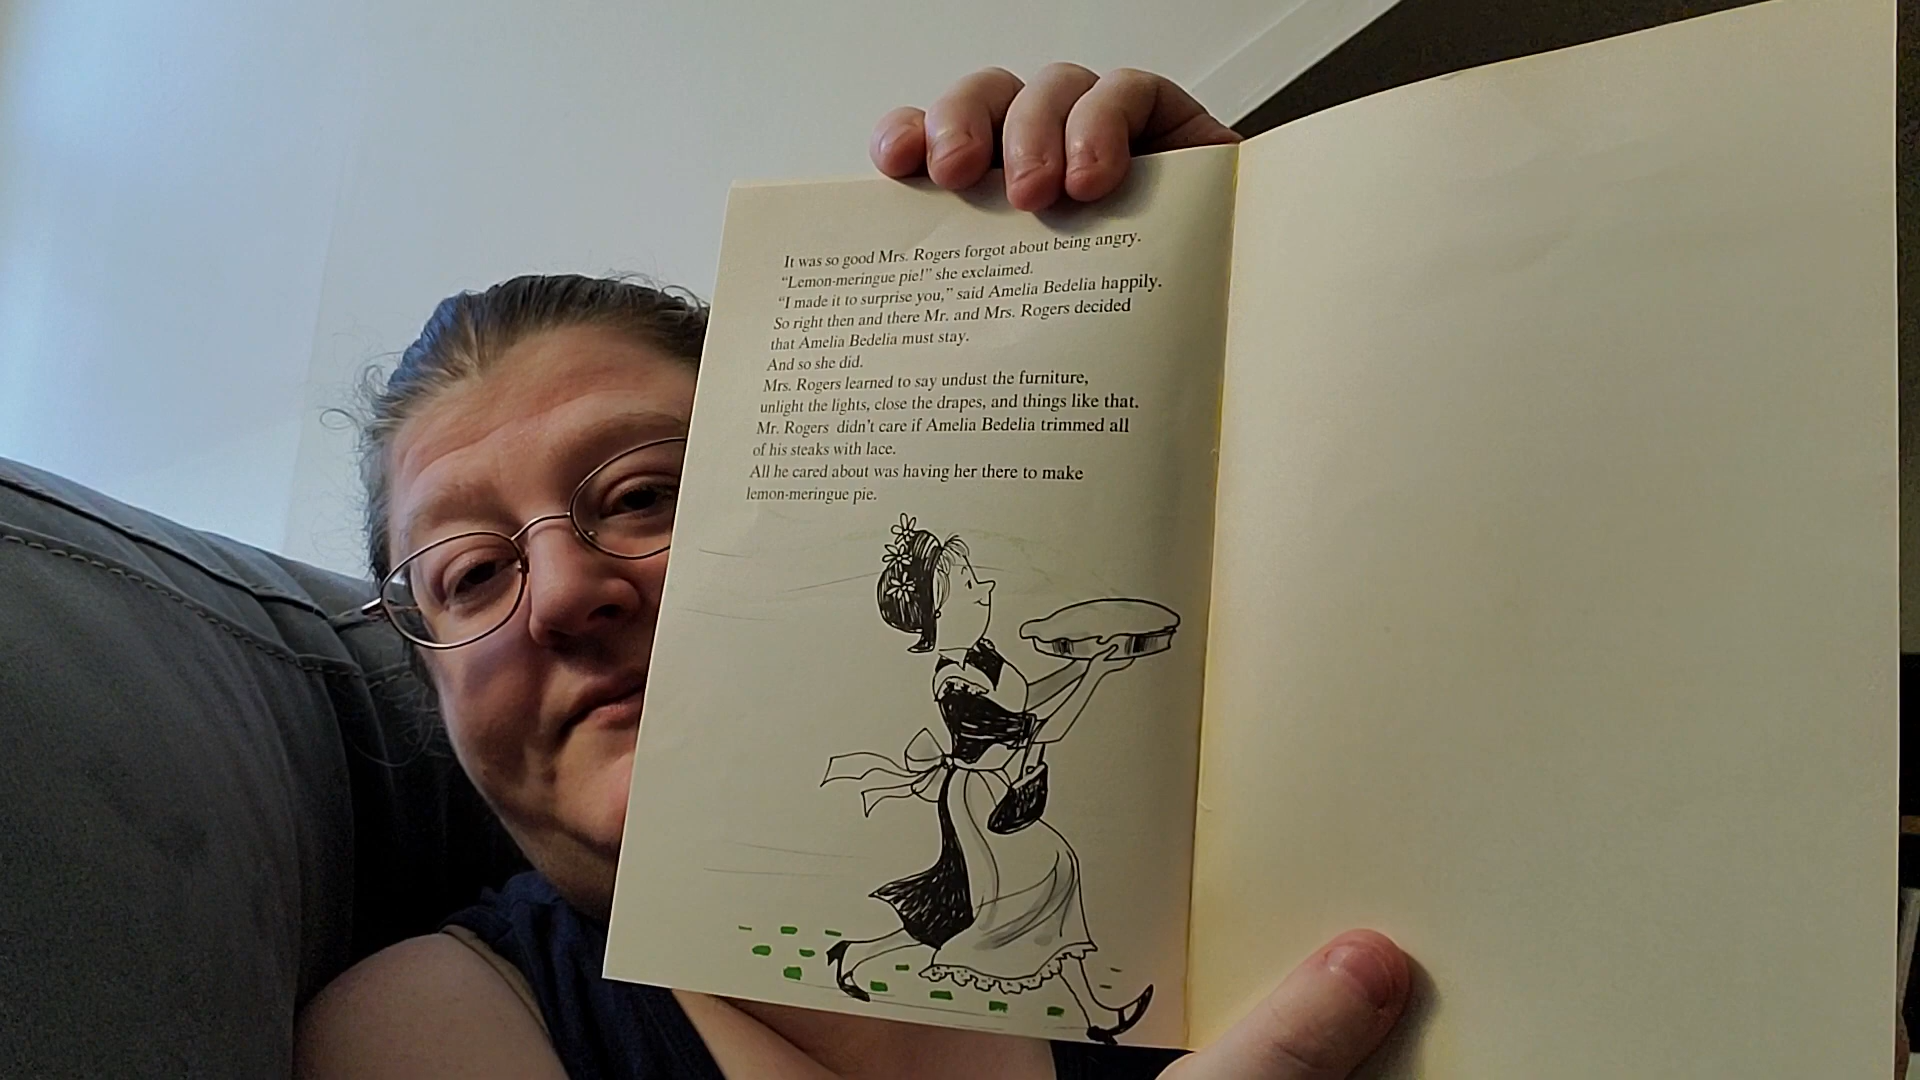 It was so good Mrs. Rogers forgot about being angry.
“Lemon-meringue pie!” she exclaimed.
“I made it to surprise you,” said Amelia Bedelia happily.
So right then and there Mr. and Mrs. Rogers decided
that Amelia Bedelia must stay.
And so she did.
Mrs. Rogers learned to say undust the furniture,
unlight the lights, close the drapes, and things like that.
Mr. Rogers didn’t care if Amelia Bedelia trimmed all
of his steaks with lace.
All he cared about was having her there to make
lemon-meringue pie.